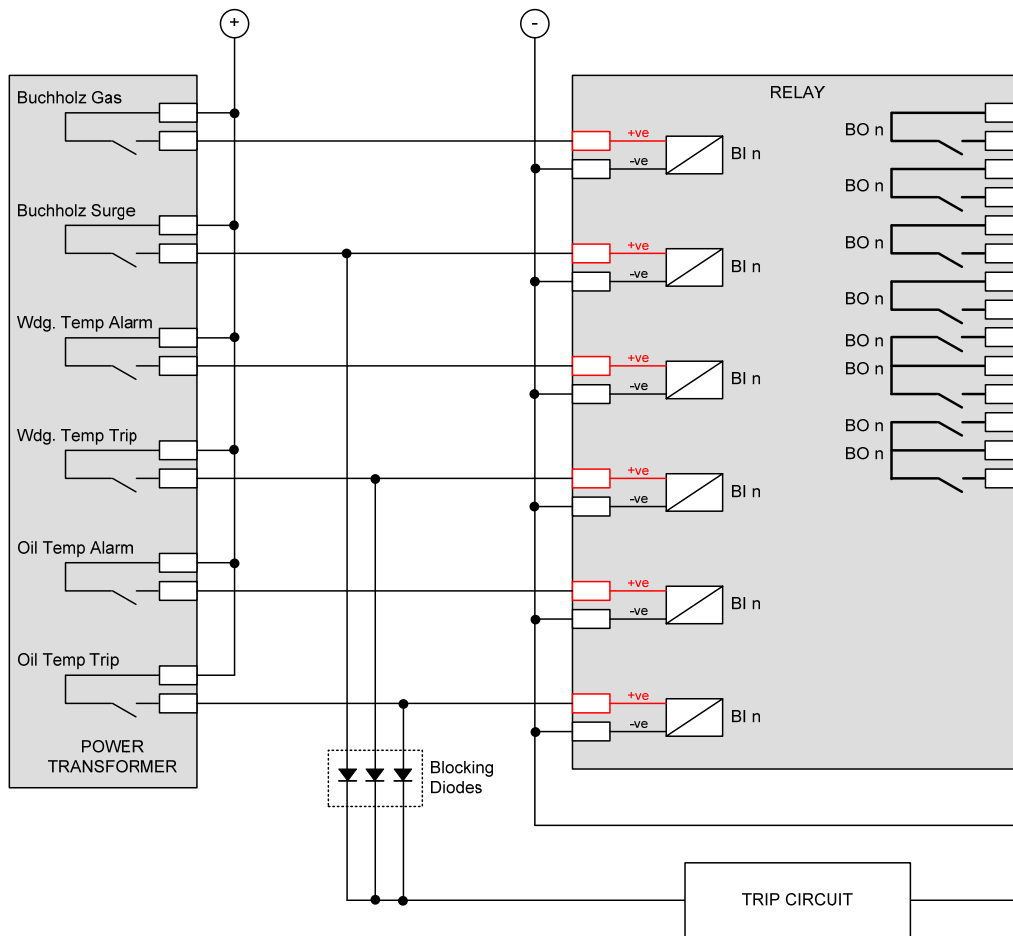 +
-
Buchholz Gas
Buchholz Surge
Wdg. Temp Alarm
Wdg. Temp Trip
Oil Temp Alarm
Oil Temp Trip
POWER
TRANSFORMER
Blocking
Diodes
RELAY
+ve
-ve
BI n
+ve
-ve
BI n
+ve
-ve
BI n
+ve
-ve
BI n
+ve
-ve
BI n
+ve
-ve
BI n
BO n
BO n
BO n
BO n
BO n
BO n
BO n
BO n
TRIP CIRCUIT